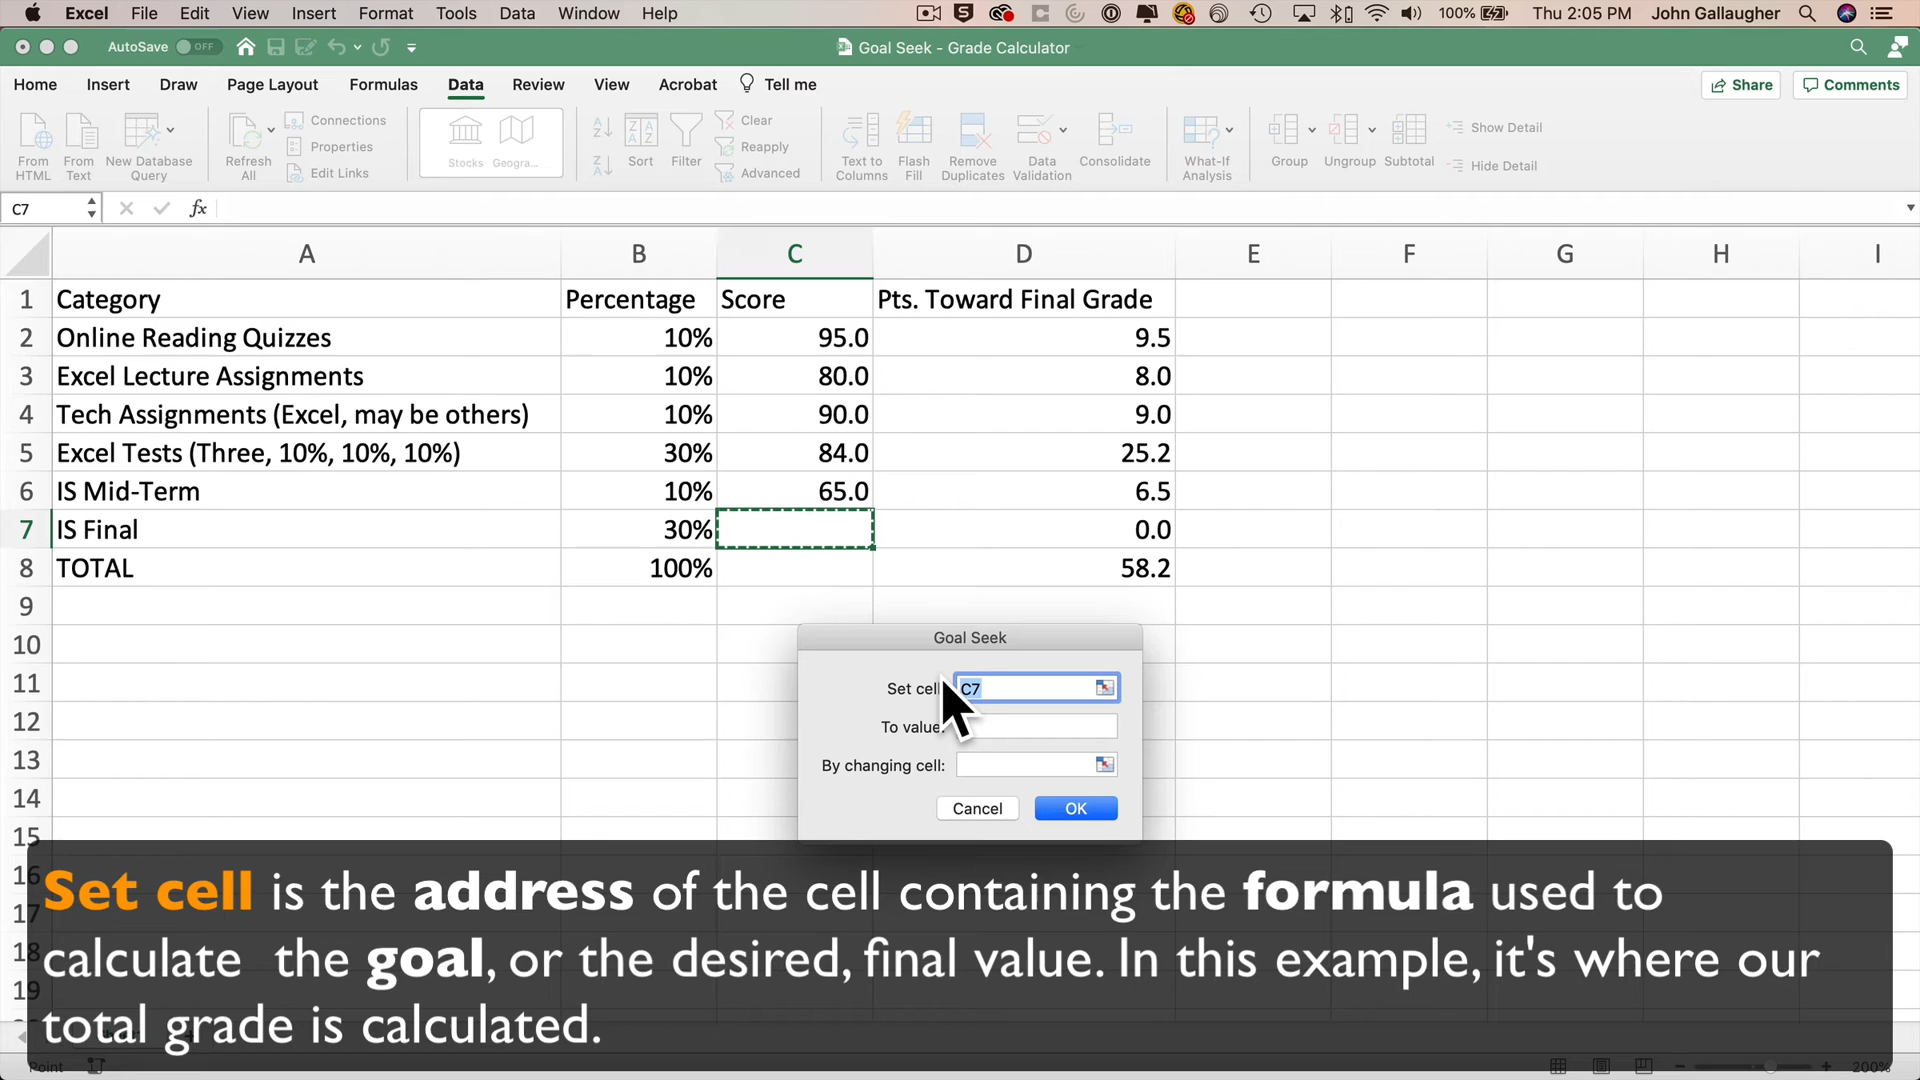 Excel File Edit View Insert Format Tools Data Window Help 100% Thu 2:05 PM John Gallaugher
AutoSave OFF Goal Seek - Grade Calculator
Home Insert Draw Page Layout Formulas Data Review View Acrobat Tell me Share Comments
From HTML
From Text
New Database Query
Refresh All
Connections
Properties
Edit Links
Stocks Geogra...
Sort
Filter
Clear
Reapply
Advanced
Text to Columns
Flash Fill
Remove Duplicates
Data Validation
Consolidate
What-If Analysis
Group
Ungroup
Subtotal
Show Detail
Hide Detail
C7 fx
A B C D E F G H I
1 Category Percentage Score Pts. Toward Final Grade
2 Online Reading Quizzes 10% 95.0 9.5
3 Excel Lecture Assignments 10% 80.0 8.0
4 Tech Assignments (Excel, may be others) 10% 90.0 9.0
5 Excel Tests (Three, 10%, 10%, 10%) 30% 84.0 25.2
6 IS Mid-Term 10% 65.0 6.5
7 IS Final 30% 0.0
8 TOTAL 100% 58.2
9
10
11
12
13
14
15
16
17
18
19
Goal Seek
Set cell: C7
To value:
By changing cell:
Cancel OK
Set cell is the address of the cell containing the formula used to
calculate the goal, or the desired, final value. In this example, it's where our
total grade is calculated.
Point 200%